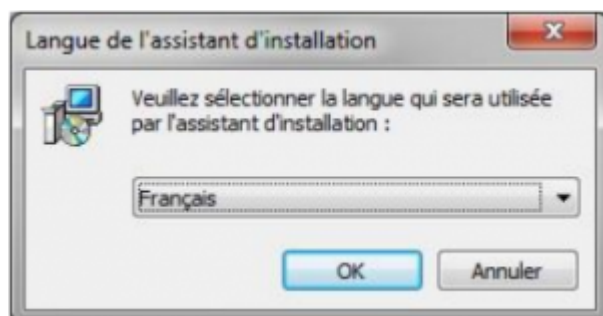 Langue de l'assistant d'installation
Veuillez sélectionner la langue qui sera utilisée
par l'assistant d'installation :
Français
OK
Annuler